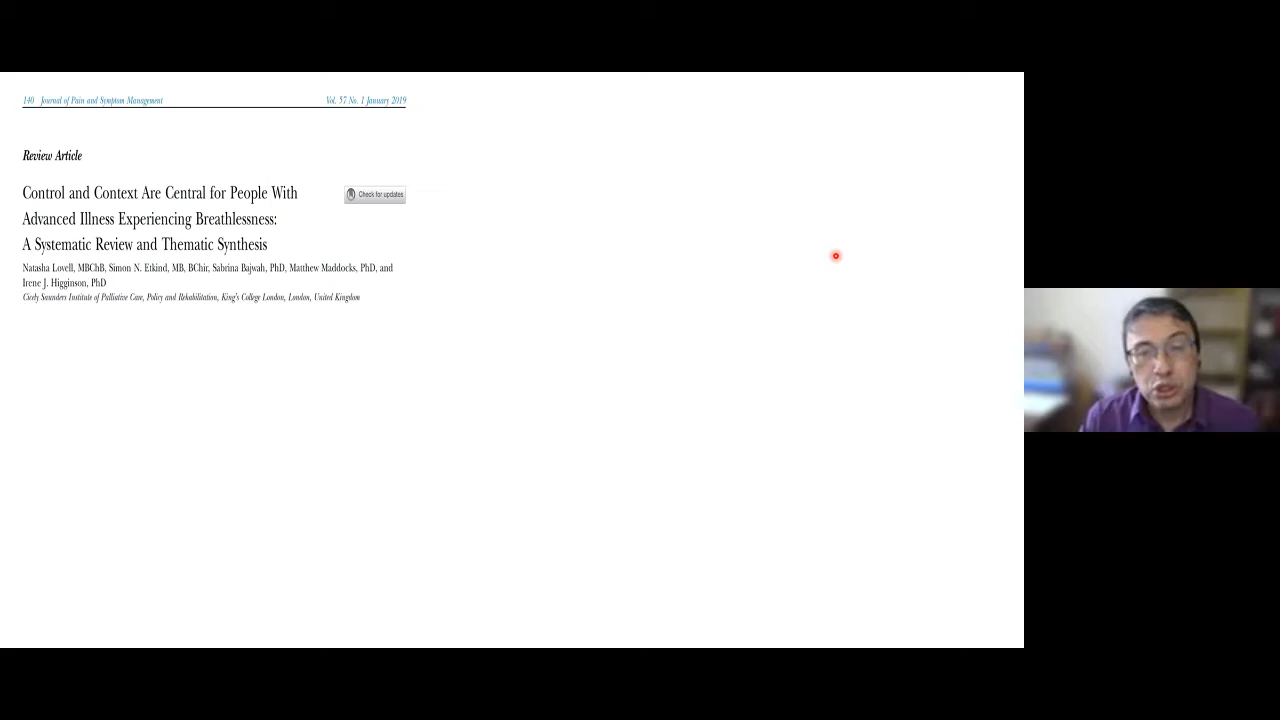 140 Journal of Pain and Symptom Management Vol. 57 No. 1 January 2019
Review Article
Control and Context Are Central for People With
Advanced Illness Experiencing Breathlessness:
A Systematic Review and Thematic Synthesis
Check for updates
Natasha Lovell, MBChB, Simon N. Etkind, MB, BChir, Sabrina Bajwah, PhD, Matthew Maddocks, PhD, and
Irene J. Higginson, PhD
Cicely Saunders Institute of Palliative Care, Policy and Rehabilitation, King's College London, London, United Kingdom